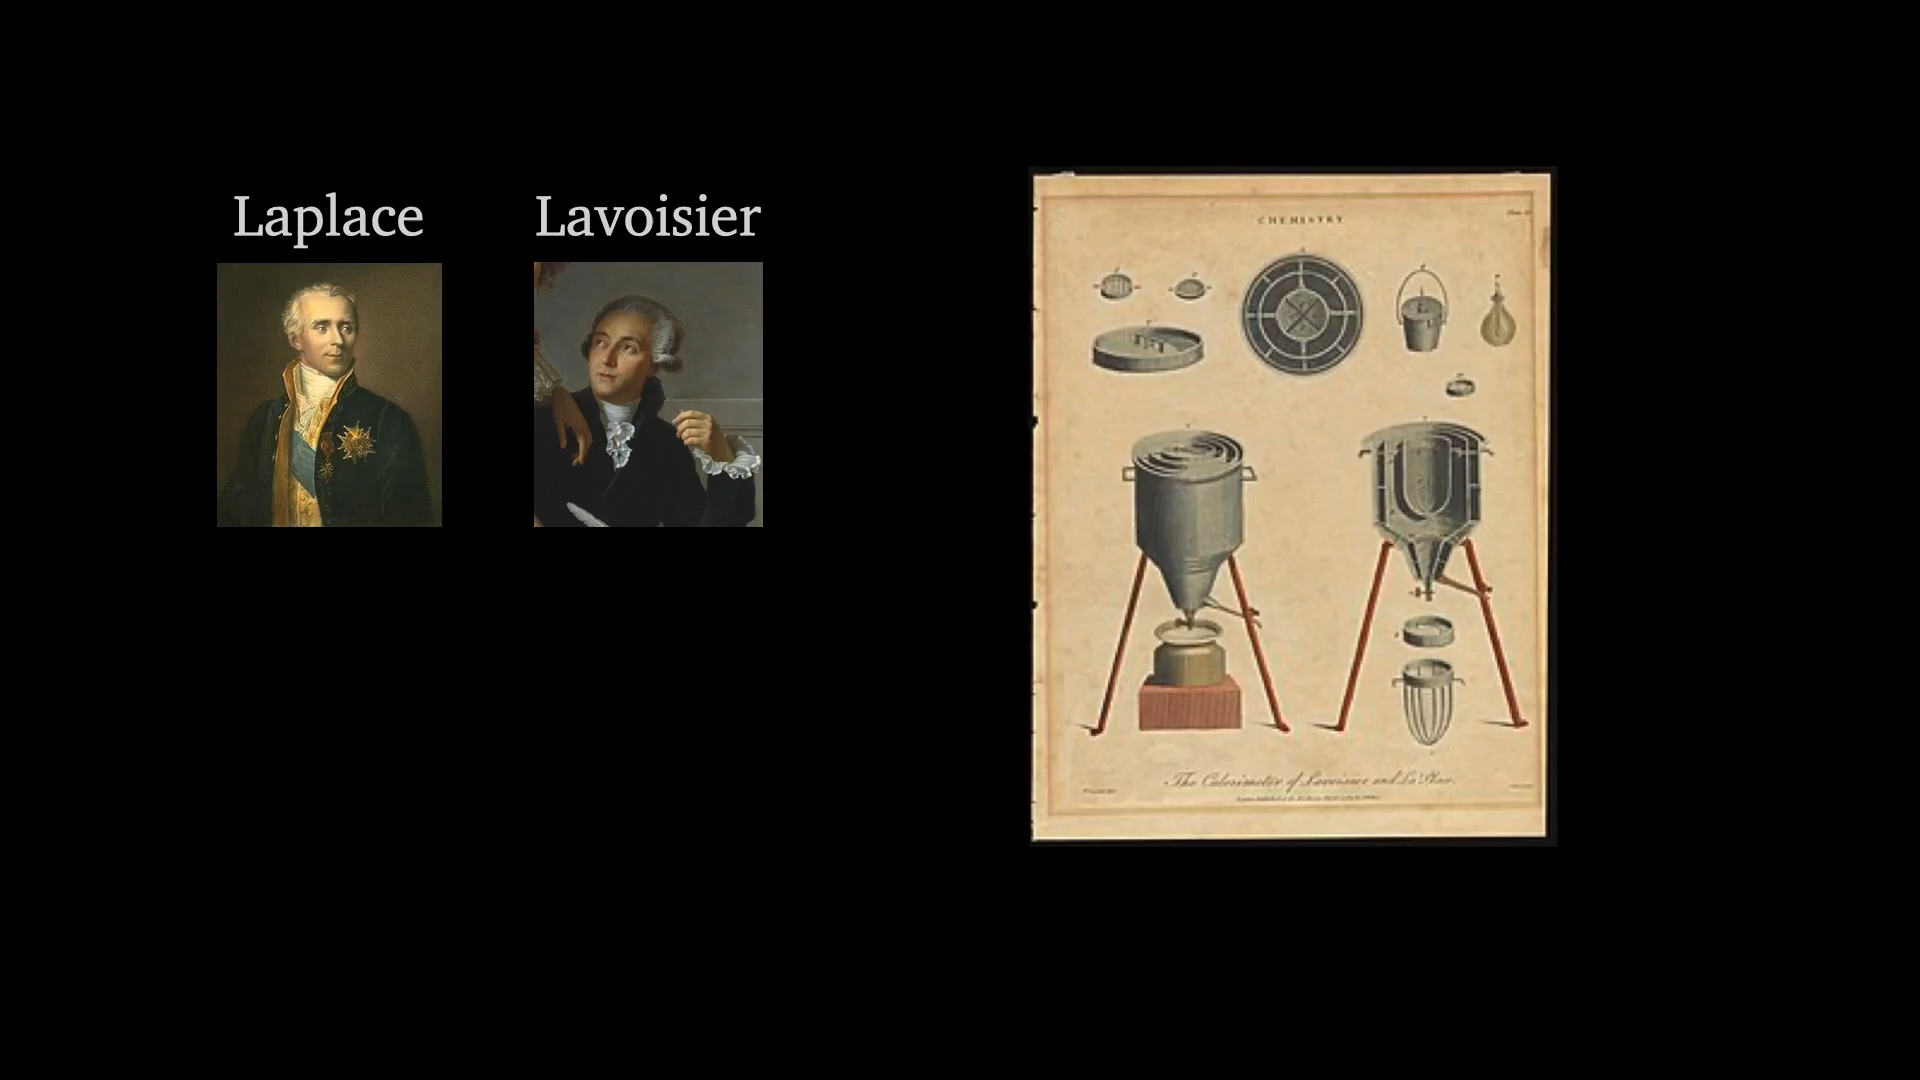 Laplace
Lavoisier
CHEMISTRY
The Calorimeter of Lavoisier and La Place.